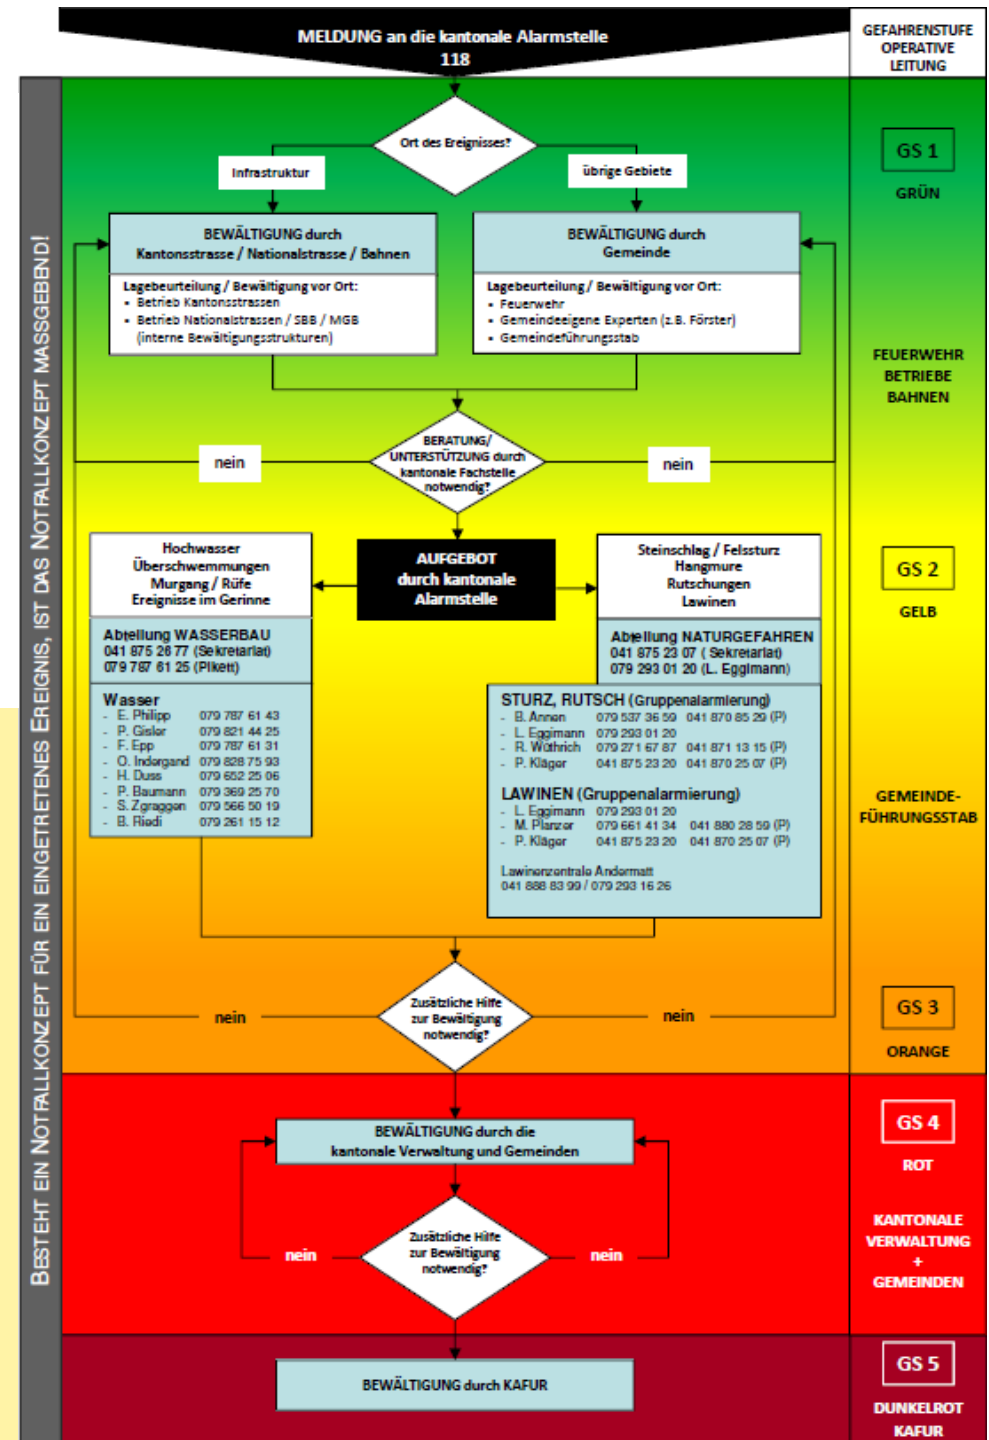 MELDUNG an die kantonale Alarmstelle
118
GEFAHRENSTUFE
OPERATIVE
LEITUNG
BESTEHT EIN NOTFALLKONZEPT FÜR EIN EINGETRETENES EREIGNIS, IST DAS NOTFALLKONZEPT MASSGEBEND!
Ort des Ereignisses?
Infrastruktur
übrige Gebiete
GS 1
GRÜN
BEWÄLTIGUNG durch
Kantonsstrasse / Nationalstrasse / Bahnen
Lagebeurteilung / Bewältigung vor Ort:
▪ Betrieb Kantonsstrassen
▪ Betrieb Nationalstrassen / SBB / MGB
(interne Bewältigungsstrukturen)
BEWÄLTIGUNG durch
Gemeinde
Lagebeurteilung / Bewältigung vor Ort:
▪ Feuerwehr
▪ Gemeindeeigene Experten (z.B. Förster)
▪ Gemeindeführungsstab
FEUERWEHR
BETRIEBE
BAHNEN
BERATUNG/
UNTERSTÜTZUNG durch
kantonale Fachstelle
notwendig?
nein
nein
Hochwasser
Überschwemmungen
Murgang / Rüfe
Ereignisse im Gerinne
AUFGEBOT
durch kantonale
Alarmstelle
Steinschlag / Felssturz
Hangmure
Rutschungen
Lawinen
GS 2
GELB
Abteilung WASSERBAU
041 875 26 77 (Sekretariat)
079 787 61 25 (Pikett)
Wasser
- E. Philipp 079 787 61 43
- P. Gisler 079 821 44 25
- F. Epp 079 787 61 31
- O. Indergand 079 828 75 93
- H. Duss 079 652 25 06
- P. Baumann 079 369 25 70
- S. Zgraggen 079 566 50 19
- B. Riedi 079 261 15 12
Abteilung NATURGEFAHREN
041 875 23 07 ( Sekretariat)
079 293 01 20 (L. Eggimann)
STURZ, RUTSCH (Gruppenalarmierung)
- B. Annen 079 537 36 59 041 870 85 29 (P)
- L. Eggimann 079 293 01 20
- R. Wüthrich 079 271 67 87 041 871 13 15 (P)
- P. Kläger 041 875 23 20 041 870 25 07 (P)
LAWINEN (Gruppenalarmierung)
- L. Eggimann 079 293 01 20
- M. Planzer 079 661 41 34 041 880 28 59 (P)
- P. Kläger 041 875 23 20 041 870 25 07 (P)
Lawinenzentrale Andermatt
041 888 83 99 / 079 293 16 26
GEMEINDE-
FÜHRUNGSSTAB
Zusätzliche Hilfe
zur Bewältigung
notwendig?
nein
nein
GS 3
ORANGE
BEWÄLTIGUNG durch die
kantonale Verwaltung und Gemeinden
GS 4
ROT
Zusätzliche Hilfe
zur Bewältigung
notwendig?
nein
nein
KANTONALE
VERWALTUNG
+
GEMEINDEN
BEWÄLTIGUNG durch KAFUR
GS 5
DUNKELROT
KAFUR